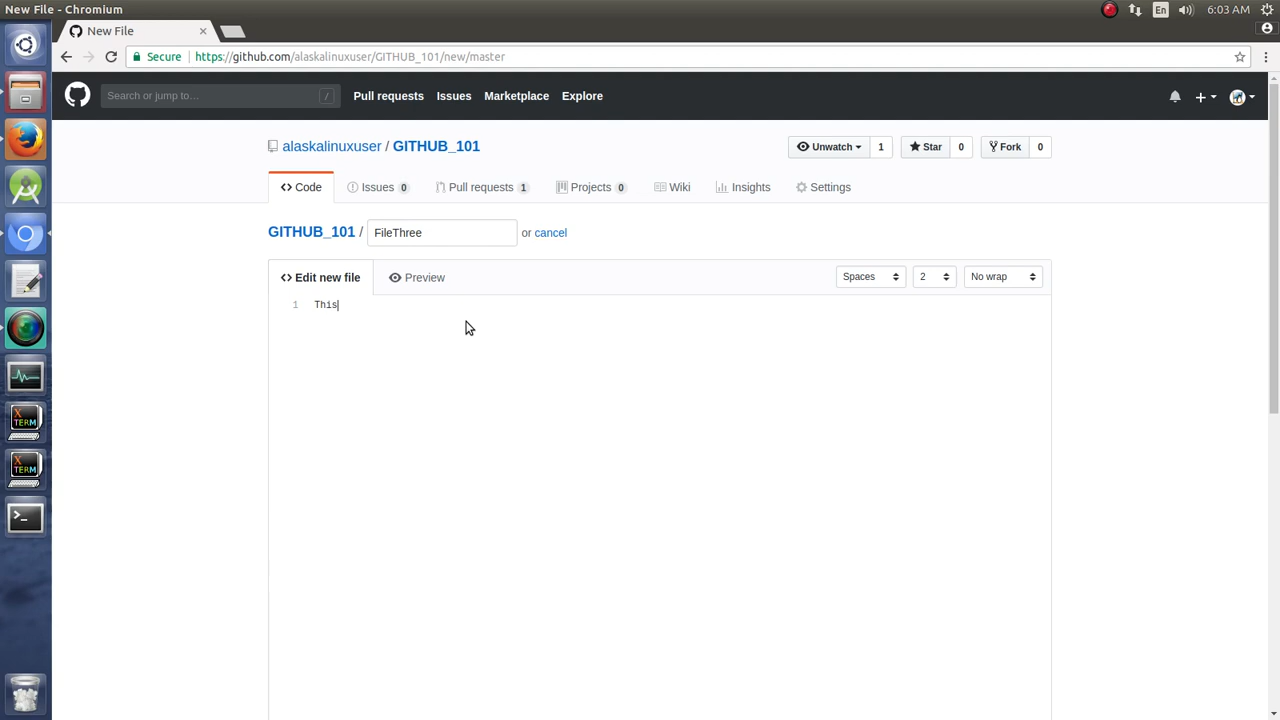 New File - Chromium
En
6:03 AM
New File
Secure
https://github.com/alaskalinuxuser/GITHUB_101/new/master
Search or jump to…
/
Pull requests
Issues
Marketplace
Explore
alaskalinuxuser / GITHUB_101
Unwatch
1
Star
0
Fork
0
Code
Issues 0
Pull requests 1
Projects 0
Wiki
Insights
Settings
GITHUB_101 / FileThree or cancel
<> Edit new file
Preview
Spaces
2
No wrap
1 This
X
TERM
X
TERM
>_